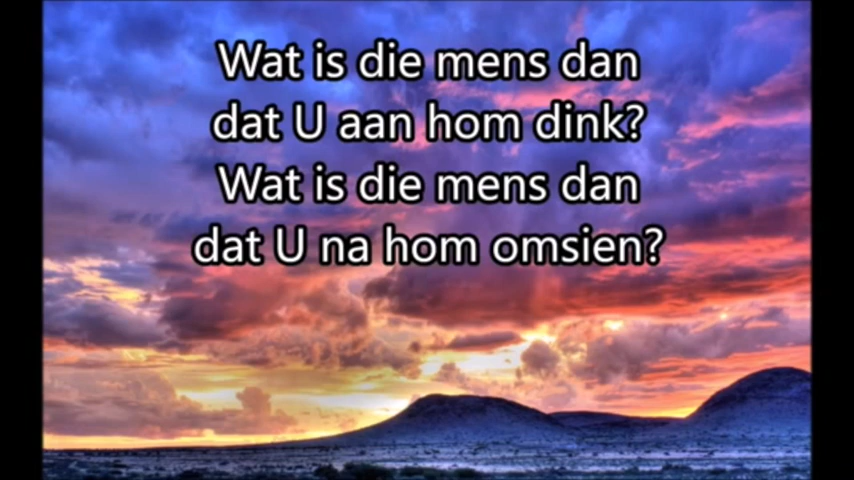 Wat is die mens dan
dat U aan hom dink?
Wat is die mens dan
dat U na hom omsien?